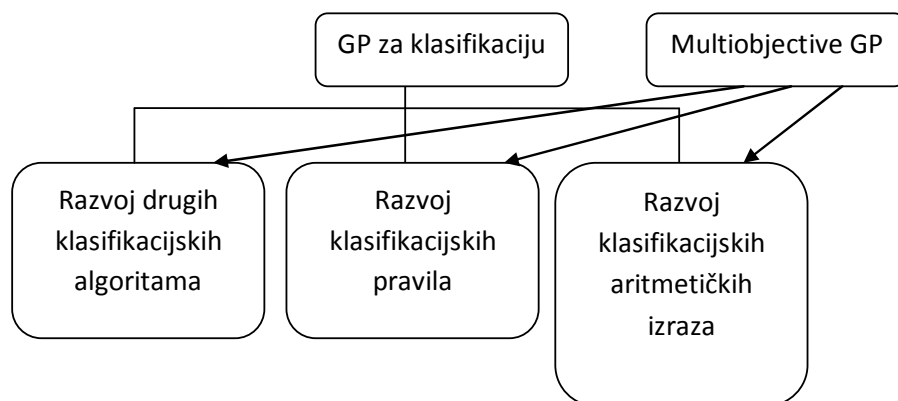 GP za klasifikaciju
Multiobjective GP
Razvoj drugih
klasifikacijskih
algoritama
Razvoj
klasifikacijskih
pravila
Razvoj
klasifikacijskih
aritmetičkih
izraza